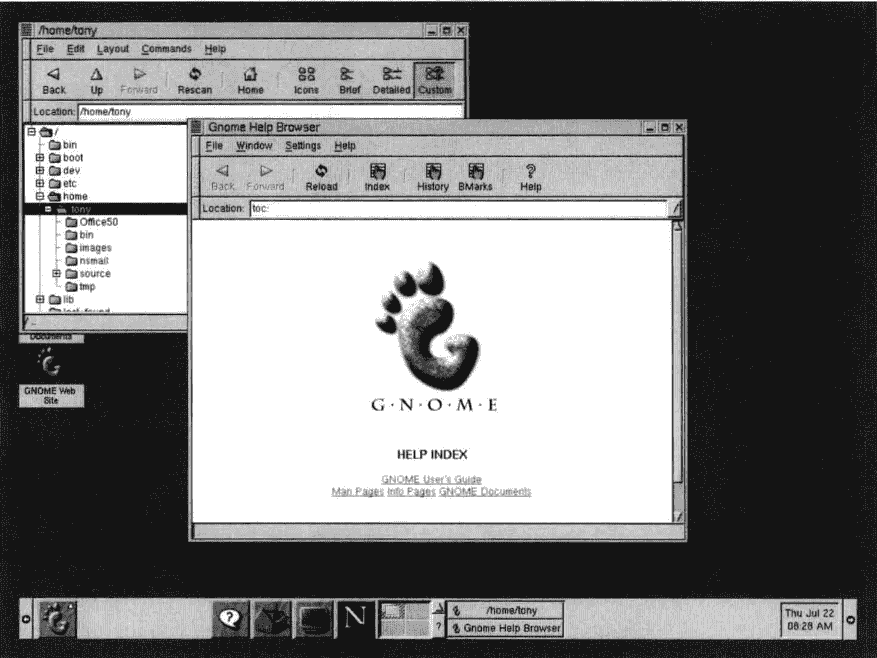 /home/tony
File Edit Layout Commands Help
Back Up Forward Rescan Home Icons Brief Detailed Custom
Location: /home/tony
/
bin
boot
dev
etc
home
tony
Office50
bin
images
nsmail
source
tmp
lib
lost+found
/..
Documents
GNOME Web
Site
Gnome Help Browser
File Window Settings Help
Back Forward Reload Index History BMarks Help
Location: toc:
G·N·O·M·E
HELP INDEX
GNOME User's Guide
Man Pages Info Pages GNOME Documents
N
?
/home/tony
Gnome Help Browser
Thu Jul 22
08:28 AM